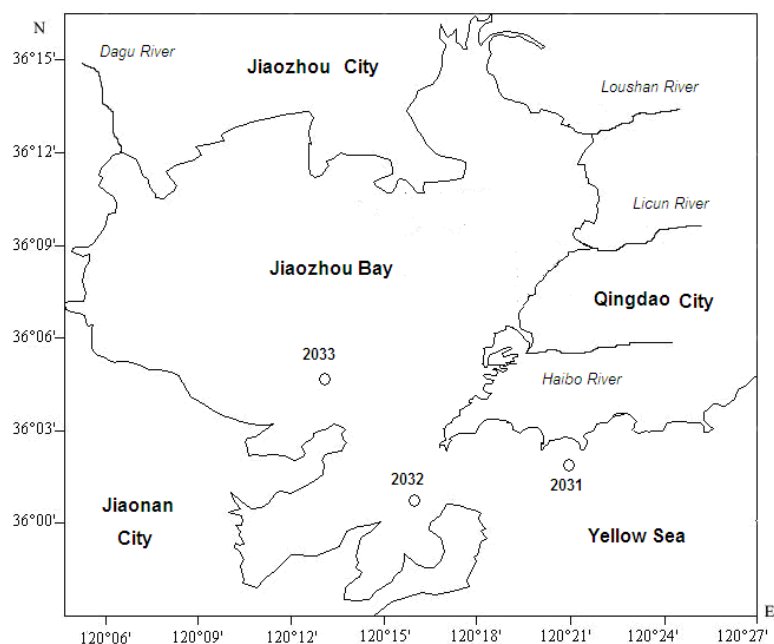 N
Dagu River
36°15'
Jiaozhou City
Loushan River
36°12'
Licun River
36°09'
Jiaozhou Bay
Qingdao City
36°06'
2033
Haibo River
36°03'
2032
2031
Jiaonan
City
36°00'
Yellow Sea
E
120°06' 120°09' 120°12' 120°15' 120°18' 120°21' 120°24' 120°27'